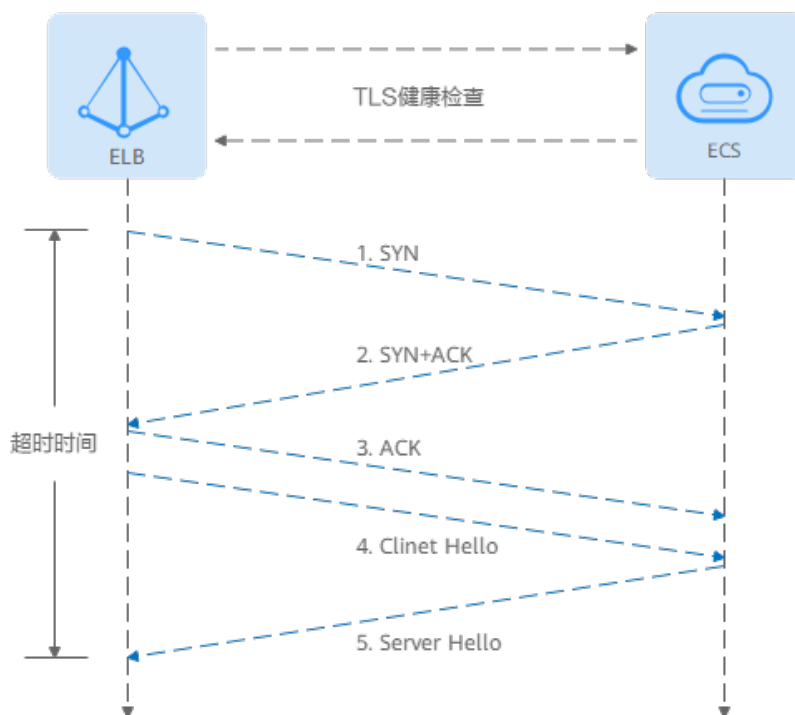 TLS健康检查
ELB
ECS
1. SYN
2. SYN+ACK
超时时间
3. ACK
4. Clinet Hello
5. Server Hello